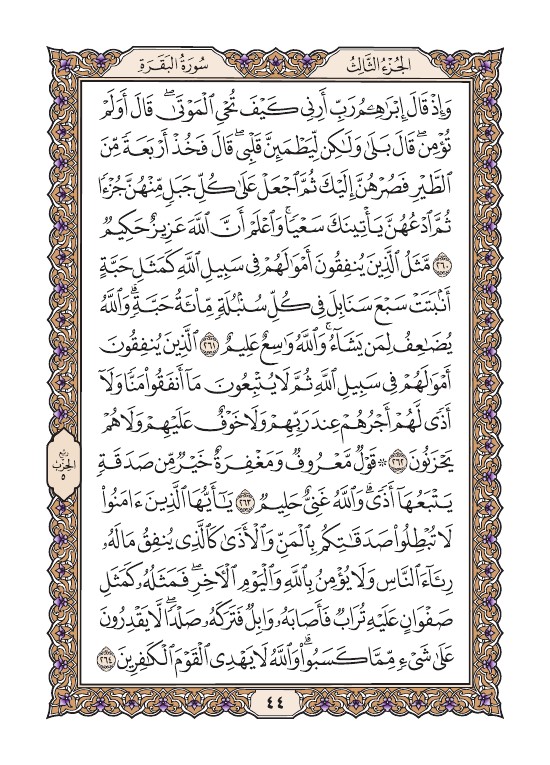 الجُزْءُ الثَّالِثُ
سُورَةُ البَقَرَةِ
وَإِذْ قَالَ إِبْرَٰهِـۧمُ رَبِّ أَرِنِى كَيْفَ تُحْىِ ٱلْمَوْتَىٰ ۖ قَالَ أَوَلَمْ
تُؤْمِن ۖ قَالَ بَلَىٰ وَلَـٰكِن لِّيَطْمَئِنَّ قَلْبِى ۖ قَالَ فَخُذْ أَرْبَعَةً مِّنَ
ٱلطَّيْرِ فَصُرْهُنَّ إِلَيْكَ ثُمَّ ٱجْعَلْ عَلَىٰ كُلِّ جَبَلٍ مِّنْهُنَّ جُزْءًا
ثُمَّ ٱدْعُهُنَّ يَأْتِينَكَ سَعْيًا ۚ وَٱعْلَمْ أَنَّ ٱللَّهَ عَزِيزٌ حَكِيمٌ
٢٦٠ مَّثَلُ ٱلَّذِينَ يُنفِقُونَ أَمْوَٰلَهُمْ فِى سَبِيلِ ٱللَّهِ كَمَثَلِ حَبَّةٍ
أَنۢبَتَتْ سَبْعَ سَنَابِلَ فِى كُلِّ سُنۢبُلَةٍ مِّا۟ئَةُ حَبَّةٍ ۗ وَٱللَّهُ
يُضَـٰعِفُ لِمَن يَشَآءُ ۚ وَٱللَّهُ وَٰسِعٌ عَلِيمٌ ٢٦١ ٱلَّذِينَ يُنفِقُونَ
أَمْوَٰلَهُمْ فِى سَبِيلِ ٱللَّهِ ثُمَّ لَا يُتْبِعُونَ مَآ أَنفَقُوا۟ مَنًّا وَلَآ
أَذًى ۙ لَّهُمْ أَجْرُهُمْ عِندَ رَبِّهِمْ وَلَا خَوْفٌ عَلَيْهِمْ وَلَا هُمْ
يَحْزَنُونَ ٢٦٢ ۞ قَوْلٌ مَّعْرُوفٌ وَمَغْفِرَةٌ خَيْرٌ مِّن صَدَقَةٍ
يَتْبَعُهَآ أَذًى ۗ وَٱللَّهُ غَنِىٌّ حَلِيمٌ ٢٦٣ يَـٰٓأَيُّهَا ٱلَّذِينَ ءَامَنُوا۟
لَا تُبْطِلُوا۟ صَدَقَـٰتِكُم بِٱلْمَنِّ وَٱلْأَذَىٰ كَٱلَّذِى يُنفِقُ مَالَهُۥ
رِئَآءَ ٱلنَّاسِ وَلَا يُؤْمِنُ بِٱللَّهِ وَٱلْيَوْمِ ٱلْـَٔاخِرِ ۖ فَمَثَلُهُۥ كَمَثَلِ
صَفْوَانٍ عَلَيْهِ تُرَابٌ فَأَصَابَهُۥ وَابِلٌ فَتَرَكَهُۥ صَلْدًا ۖ لَّا يَقْدِرُونَ
عَلَىٰ شَىْءٍ مِّمَّا كَسَبُوا۟ ۗ وَٱللَّهُ لَا يَهْدِى ٱلْقَوْمَ ٱلْكَـٰفِرِينَ ٢٦٤
ربع
الحزب
٥
٤٤